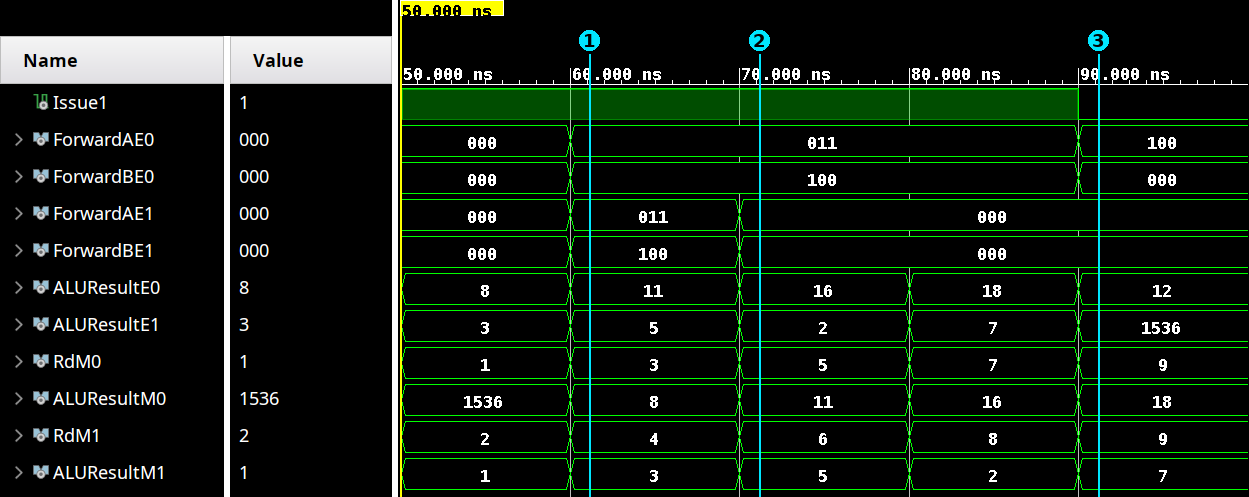 50.000 ns
1 2 3
Name Value 50.000 ns 60.000 ns 70.000 ns 80.000 ns 90.000 ns
Issue1 1
ForwardAE0 000 000 011 100
ForwardBE0 000 000 100 000
ForwardAE1 000 000 011 000
ForwardBE1 000 000 100 000
ALUResultE0 8 8 11 16 18 12
ALUResultE1 3 3 5 2 7 1536
RdM0 1 1 3 5 7 9
ALUResultM0 1536 1536 8 11 16 18
RdM1 2 2 4 6 8 9
ALUResultM1 1 1 3 5 2 7